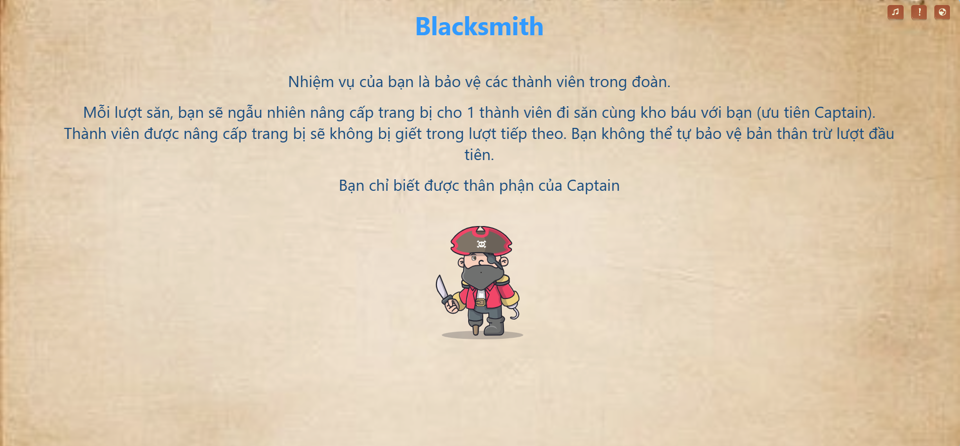 Blacksmith
Nhiệm vụ của bạn là bảo vệ các thành viên trong đoàn.
Mỗi lượt săn, bạn sẽ ngẫu nhiên nâng cấp trang bị cho 1 thành viên đi săn cùng kho báu với bạn (ưu tiên Captain).
Thành viên được nâng cấp trang bị sẽ không bị giết trong lượt tiếp theo. Bạn không thể tự bảo vệ bản thân trừ lượt đầu
tiên.
Bạn chỉ biết được thân phận của Captain